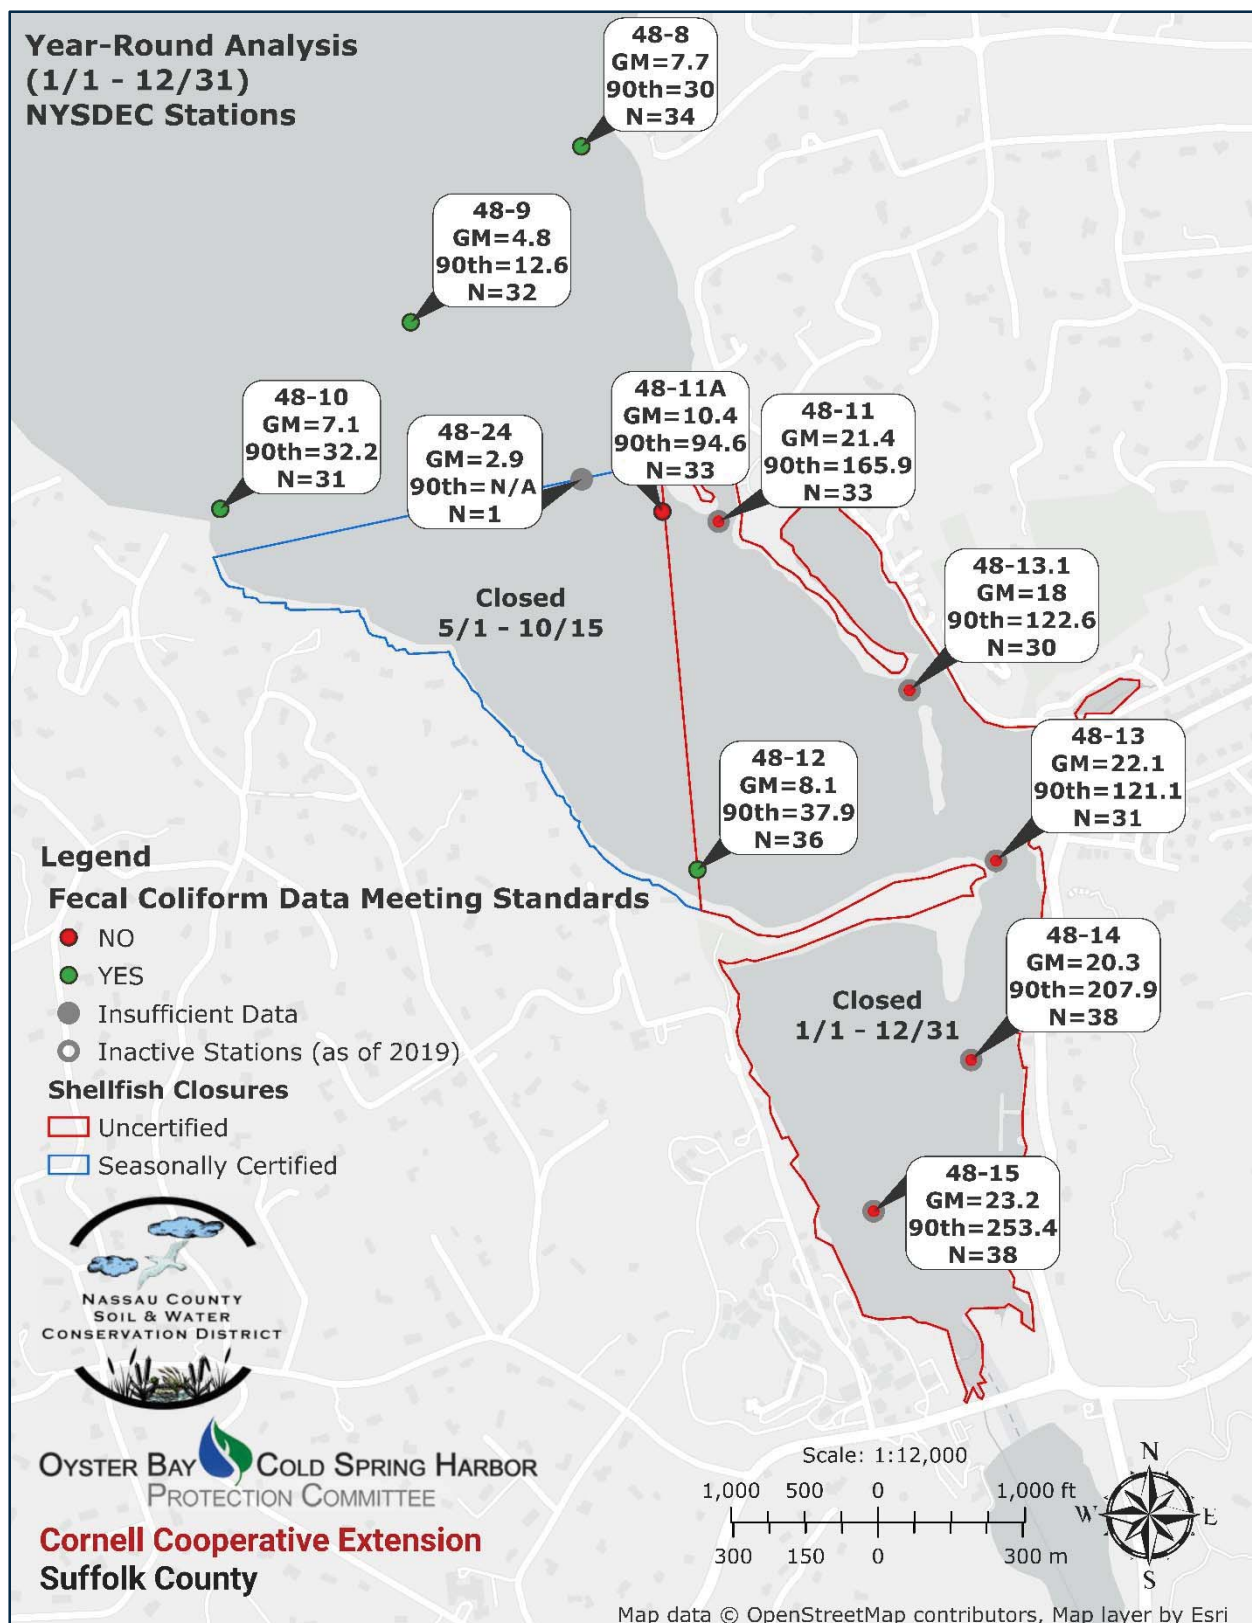 Year-Round Analysis
(1/1 - 12/31)
NYSDEC Stations
48-8
GM=7.7
90th=30
N=34
48-9
GM=4.8
90th=12.6
N=32
48-10
GM=7.1
90th=32.2
N=31
48-24
GM=2.9
90th=N/A
N=1
48-11A
GM=10.4
90th=94.6
N=33
48-11
GM=21.4
90th=165.9
N=33
48-13.1
GM=18
90th=122.6
N=30
Closed
5/1 - 10/15
48-12
GM=8.1
90th=37.9
N=36
48-13
GM=22.1
90th=121.1
N=31
48-14
GM=20.3
90th=207.9
N=38
Closed
1/1 - 12/31
48-15
GM=23.2
90th=253.4
N=38
Legend
Fecal Coliform Data Meeting Standards
NO
YES
Insufficient Data
Inactive Stations (as of 2019)
Shellfish Closures
Uncertified
Seasonally Certified
NASSAU COUNTY
SOIL & WATER
CONSERVATION DISTRICT
OYSTER BAY COLD SPRING HARBOR
PROTECTION COMMITTEE
Cornell Cooperative Extension
Suffolk County
Scale: 1:12,000
1,000 500 0 1,000 ft
300 150 0 300 m
N
W E
S
Map data © OpenStreetMap contributors, Map layer by Esri